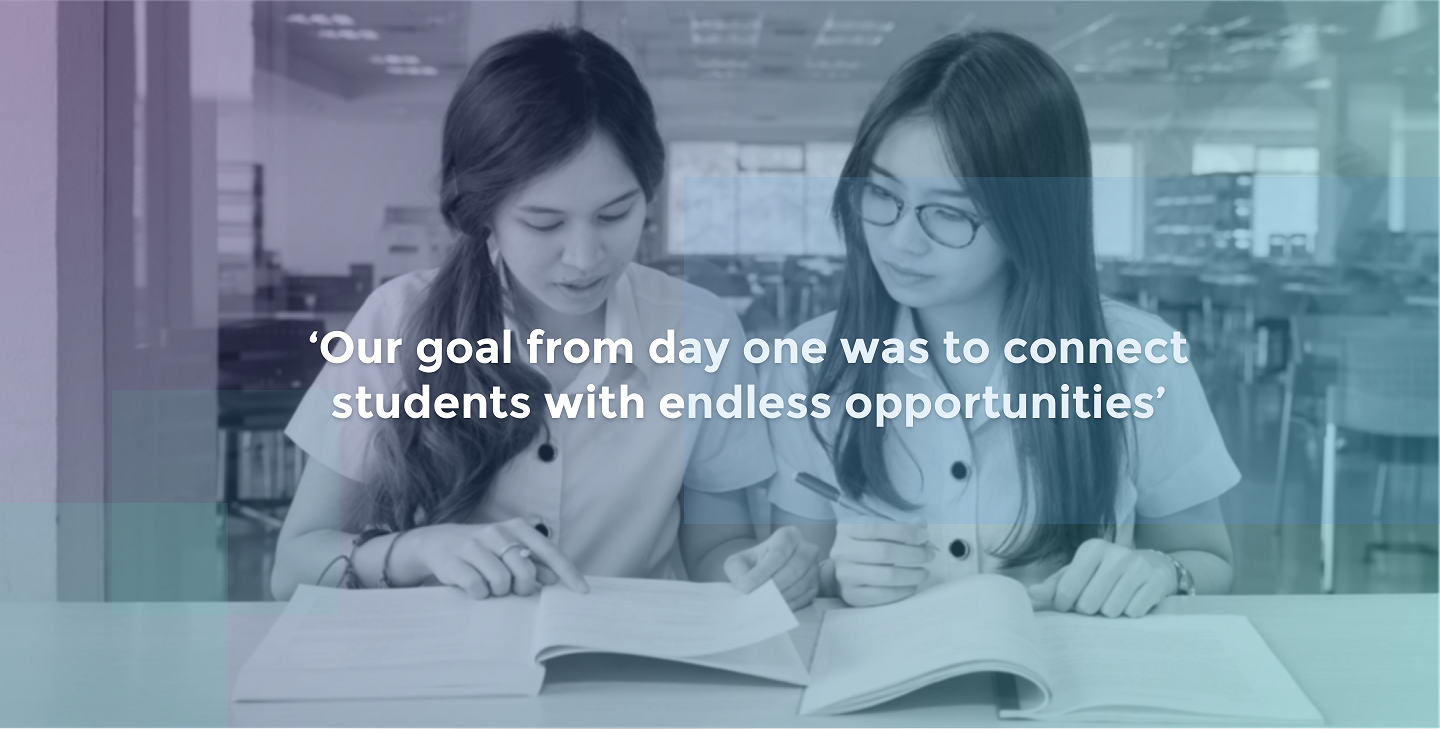 ‘Our goal from day one was to connect
students with endless opportunities’